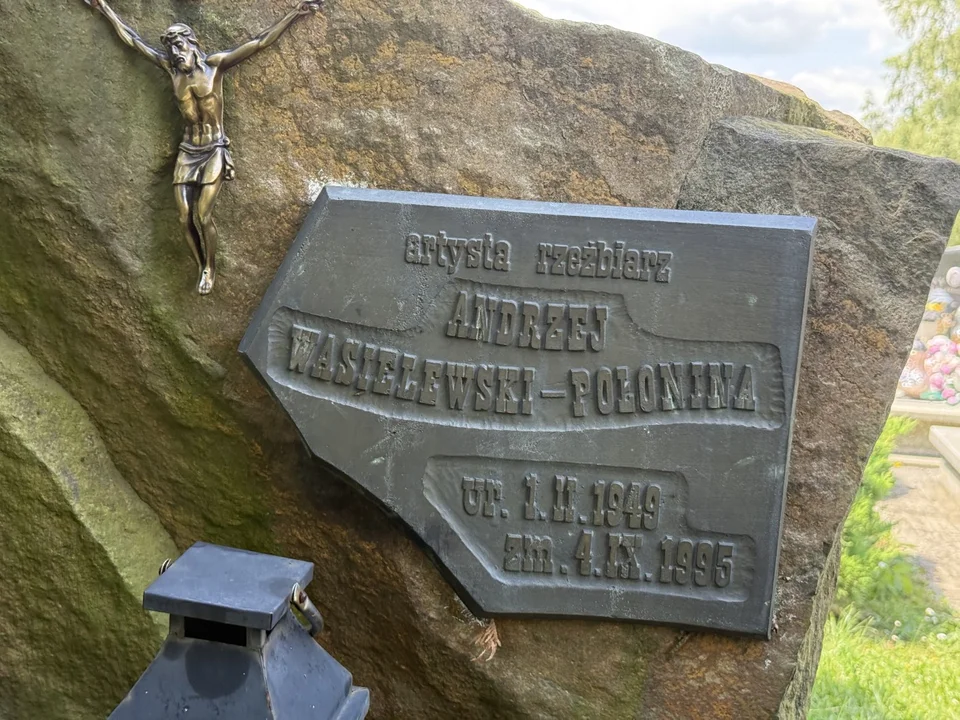 artysta rzeźbiarz
ANDRZEJ
WASIELEWSKI-POŁONINA
ur. 1.II.1949
zm. 4.IX.1995